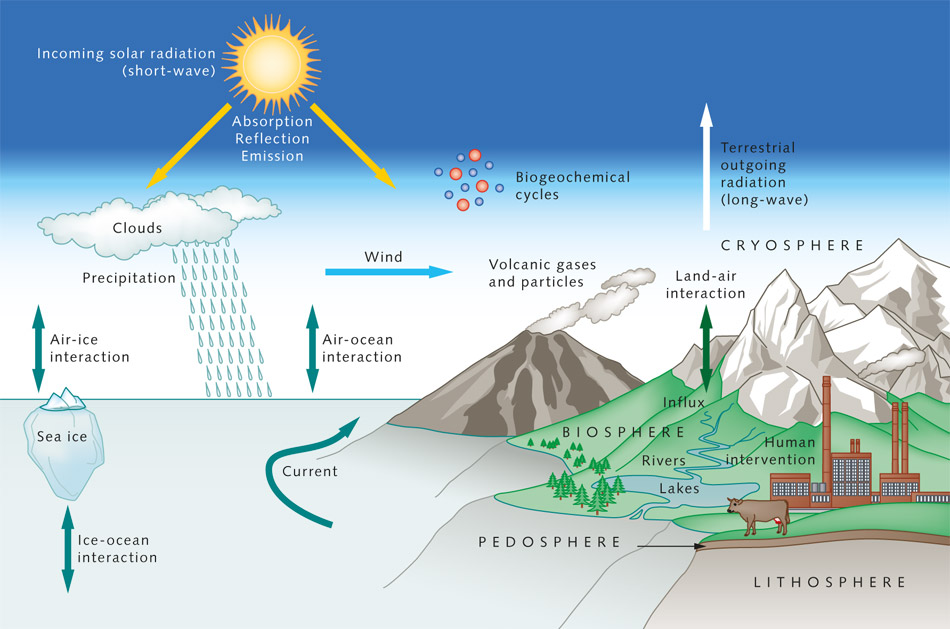 Incoming solar radiation
(short-wave)
Absorption
Reflection
Emission
Biogeochemical
cycles
Terrestrial
outgoing
radiation
(long-wave)
Clouds
CRYOSPHERE
Precipitation
Wind
Volcanic gases
and particles
Land-air
interaction
Air-ice
interaction
Air-ocean
interaction
Influx
Sea ice
BIOSPHERE
Human
intervention
Rivers
Current
Lakes
Ice-ocean
interaction
PEDOSPHERE
LITHOSPHERE